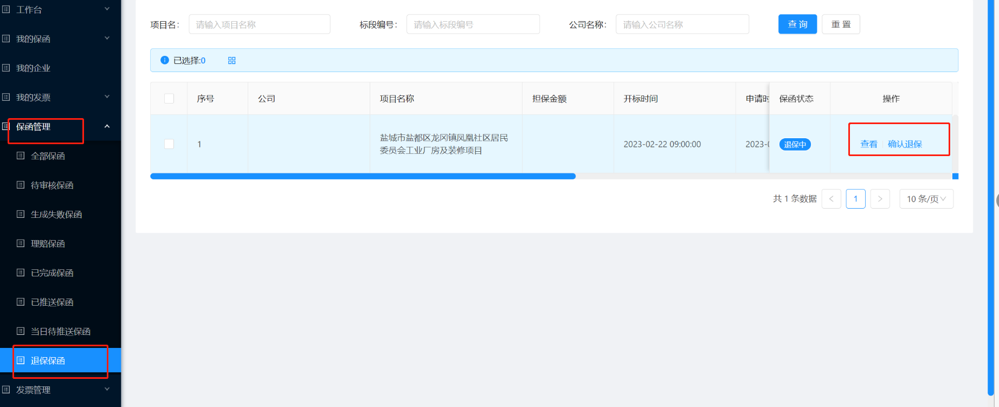 工作台
我的保函
我的企业
我的发票
保函管理
全部保函
待审核保函
生成失败保函
理赔保函
已完成保函
已推送保函
当日待推送保函
退保保函
发票管理
项目名: 请输入项目名称 标段编号: 请输入标段编号 公司名称: 请输入公司名称 查 询 重 置
已选择:0
序号 公司 项目名称 担保金额 开标时间 申请时 保函状态 操作
1 盐城市盐都区龙冈镇凤凰社区居民委员会工业厂房及装修项目 2023-02-22 09:00:00 2023-0 退保中 查看 确认退保
共 1 条数据 < 1 > 10 条/页